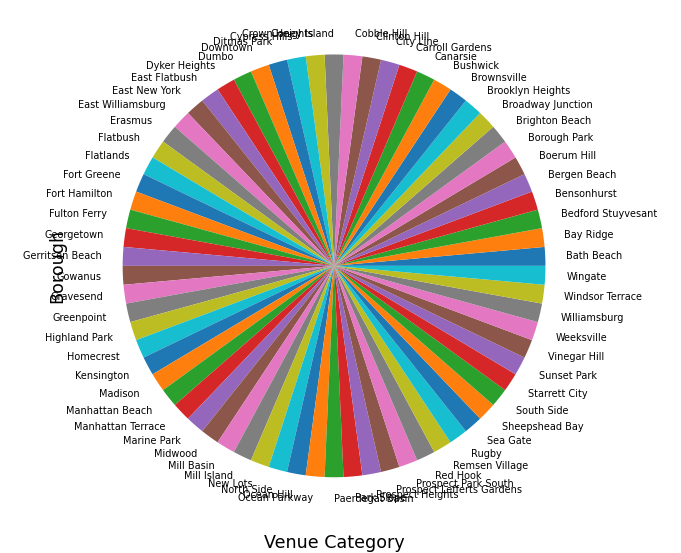 Cobble Hill
Clinton Hill
City Line
Carroll Gardens
Canarsie
Bushwick
Brownsville
Brooklyn Heights
Broadway Junction
Brighton Beach
Borough Park
Boerum Hill
Bergen Beach
Bensonhurst
Bedford Stuyvesant
Bay Ridge
Bath Beach
Wingate
Windsor Terrace
Williamsburg
Weeksville
Vinegar Hill
Sunset Park
Starrett City
South Side
Sheepshead Bay
Sea Gate
Rugby
Remsen Village
Red Hook
Prospect Park South
Prospect Lefferts Gardens
Prospect Heights
Park Slope
Paerdegat Basin
Ocean Parkway
Ocean Hill
North Side
New Lots
Mill Island
Mill Basin
Midwood
Marine Park
Manhattan Terrace
Manhattan Beach
Madison
Kensington
Homecrest
Highland Park
Greenpoint
Gravesend
Gowanus
Gerritsen Beach
Georgetown
Fulton Ferry
Fort Hamilton
Fort Greene
Flatlands
Flatbush
Erasmus
East Williamsburg
East New York
East Flatbush
Dyker Heights
Dumbo
Downtown
Ditmas Park
Cypress Hills
Crown Heights
Coney Island
Borough
Venue Category